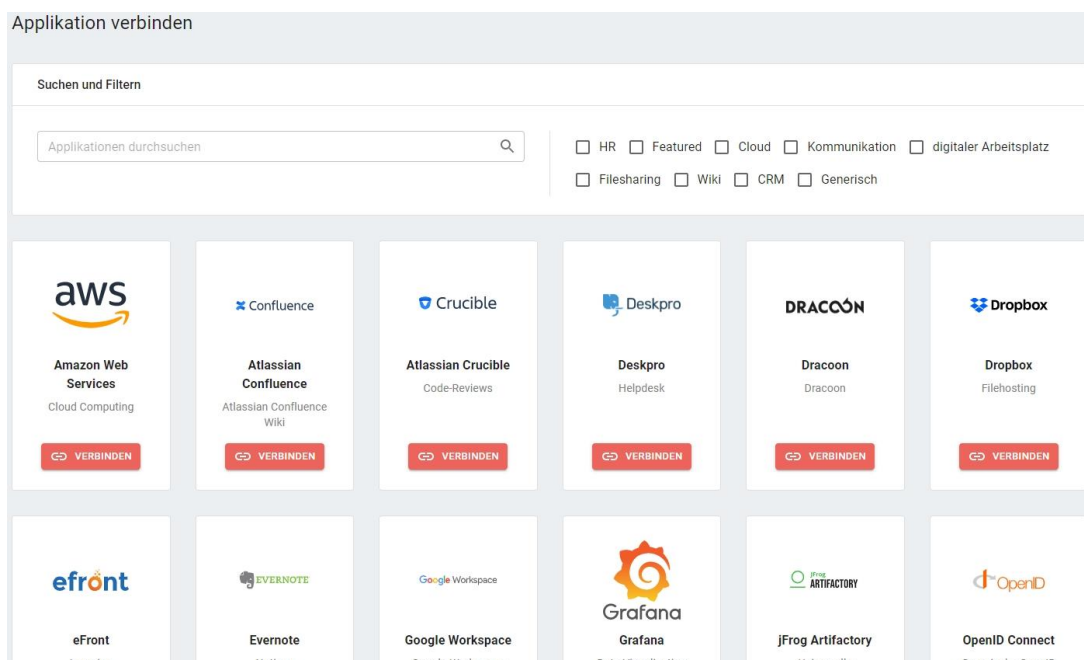 Applikation verbinden
Suchen und Filtern
Applikationen durchsuchen
HR Featured Cloud Kommunikation digitaler Arbeitsplatz
Filesharing Wiki CRM Generisch
aws
Confluence
Crucible
Deskpro
DRACOON
Dropbox
Amazon Web
Services
Cloud Computing
Atlassian
Confluence
Atlassian Confluence
Wiki
Atlassian Crucible
Code-Reviews
Deskpro
Helpdesk
Dracoon
Dracoon
Dropbox
Filehosting
VERBINDEN
VERBINDEN
VERBINDEN
VERBINDEN
VERBINDEN
VERBINDEN
efront
EVERNOTE
Google Workspace
Grafana
jFrog
ARTIFACTORY
OpenID
eFront
Evernote
Google Workspace
Grafana
jFrog Artifactory
OpenID Connect